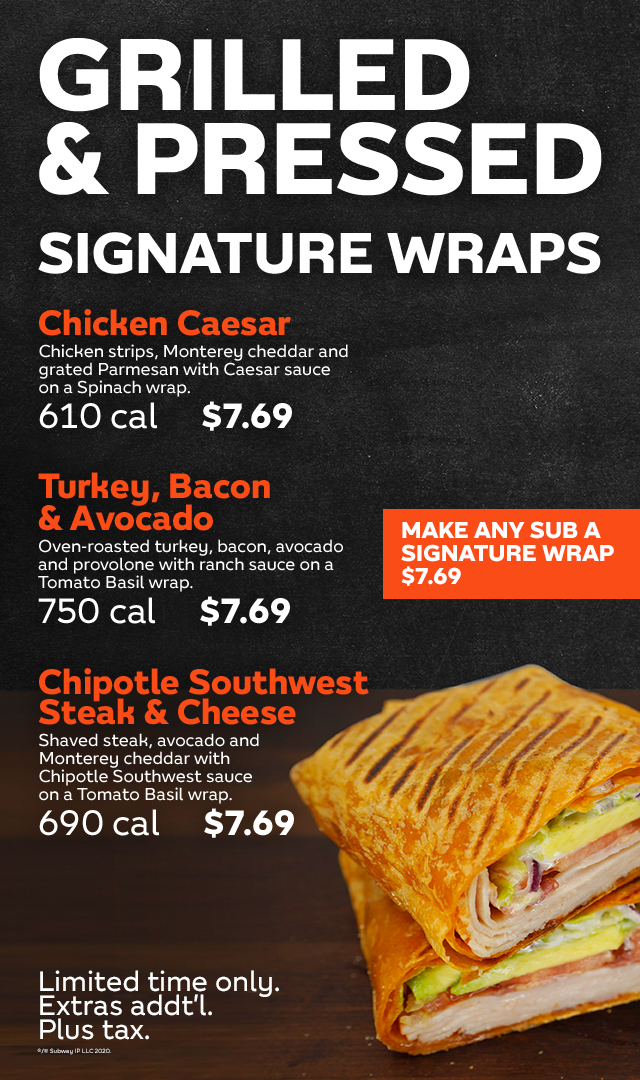 GRILLED
& PRESSED
SIGNATURE WRAPS
Chicken Caesar
Chicken strips, Monterey cheddar and
grated Parmesan with Caesar sauce
on a Spinach wrap.
610 cal $7.69
Turkey, Bacon
& Avocado
Oven-roasted turkey, bacon, avocado
and provolone with ranch sauce on a
Tomato Basil wrap.
750 cal $7.69
MAKE ANY SUB A
SIGNATURE WRAP
$7.69
Chipotle Southwest
Steak & Cheese
Shaved steak, avocado and
Monterey cheddar with
Chipotle Southwest sauce
on a Tomato Basil wrap.
690 cal $7.69
Limited time only.
Extras addt'l.
Plus tax.
®/© Subway IP LLC 2020.